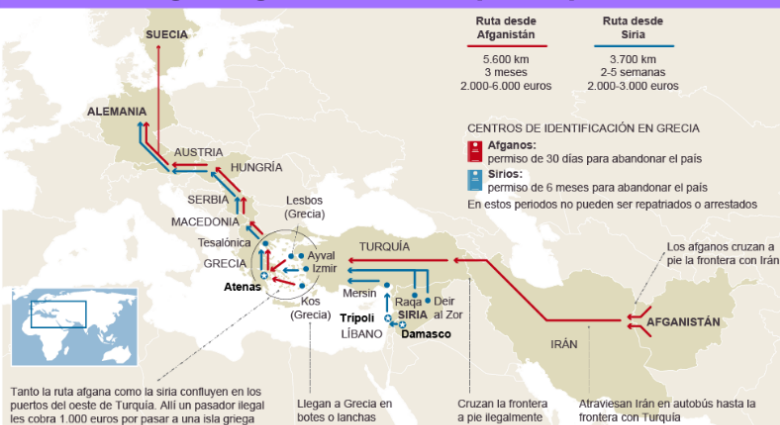 SUECIA
Ruta desde
Afganistán
5.600 km
3 meses
2.000-6.000 euros
Ruta desde
Siria
3.700 km
2-5 semanas
2.000-3.000 euros
ALEMANIA
CENTROS DE IDENTIFICACIÓN EN GRECIA
Afganos:
permiso de 30 días para abandonar el país
Sirios:
permiso de 6 meses para abandonar el país
En estos periodos no pueden ser repatriados o arrestados
AUSTRIA
HUNGRÍA
SERBIA
Lesbos
(Grecia)
MACEDONIA
Tesalónica
TURQUÍA
Los afganos cruzan a
pie la frontera con Irán
GRECIA
Ayval
Izmir
Atenas
Kos
(Grecia)
Mersin
Raqa
Deir
al Zor
SIRIA
Trípoli
LÍBANO
Damasco
AFGANISTÁN
IRÁN
Tanto la ruta afgana como la siria confluyen en los
puertos del oeste de Turquía. Allí un pasador ilegal
les cobra 1.000 euros por pasar a una isla griega
Llegan a Grecia en
botes o lanchas
Cruzan la frontera
a pie ilegalmente
Atraviesan Irán en autobús hasta la
frontera con Turquía